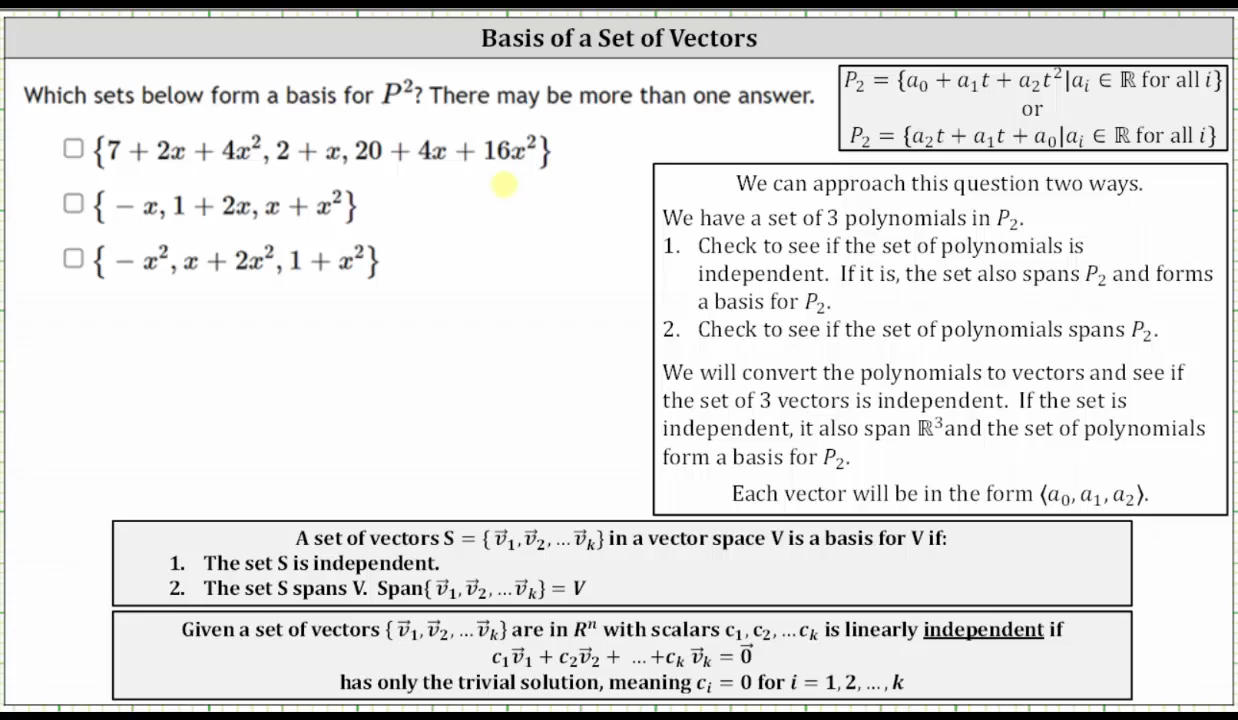 Basis of a Set of Vectors
Which sets below form a basis for P²? There may be more than one answer.
{7 + 2x + 4x², 2 + x, 20 + 4x + 16x²}
{ − x, 1 + 2x, x + x²}
{ − x², x + 2x², 1 + x²}
P₂ = {a₀ + a₁t + a₂t²|aᵢ ∈ ℝ for all i}
or
P₂ = {a₂t + a₁t + a₀|aᵢ ∈ ℝ for all i}
We can approach this question two ways.
We have a set of 3 polynomials in P₂.
1. Check to see if the set of polynomials is
independent. If it is, the set also spans P₂ and forms
a basis for P₂.
2. Check to see if the set of polynomials spans P₂.
We will convert the polynomials to vectors and see if
the set of 3 vectors is independent. If the set is
independent, it also span ℝ³and the set of polynomials
form a basis for P₂.
Each vector will be in the form ⟨a₀, a₁, a₂⟩.
A set of vectors S = {v⃗₁, v⃗₂, … v⃗ₖ} in a vector space V is a basis for V if:
1. The set S is independent.
2. The set S spans V. Span{v⃗₁, v⃗₂, … v⃗ₖ} = V
Given a set of vectors {v⃗₁, v⃗₂, … v⃗ₖ} are in Rⁿ with scalars c₁, c₂, … cₖ is linearly independent if
c₁v⃗₁ + c₂v⃗₂ + … +cₖ v⃗ₖ = 0⃗
has only the trivial solution, meaning cᵢ = 0 for i = 1, 2, … , k